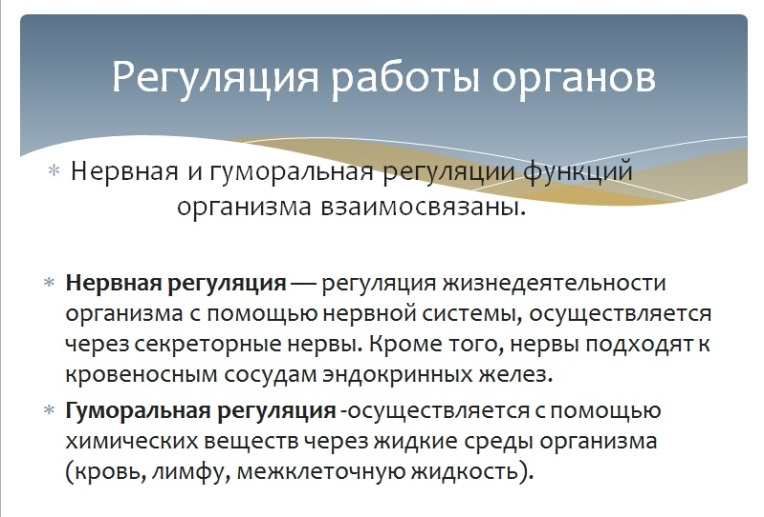 Регуляция работы органов
* Нервная и гуморальная регуляции функций
организма взаимосвязаны.
* Нервная регуляция — регуляция жизнедеятельности
организма с помощью нервной системы, осуществляется
через секреторные нервы. Кроме того, нервы подходят к
кровеносным сосудам эндокринных желез.
* Гуморальная регуляция -осуществляется с помощью
химических веществ через жидкие среды организма
(кровь, лимфу, межклеточную жидкость).